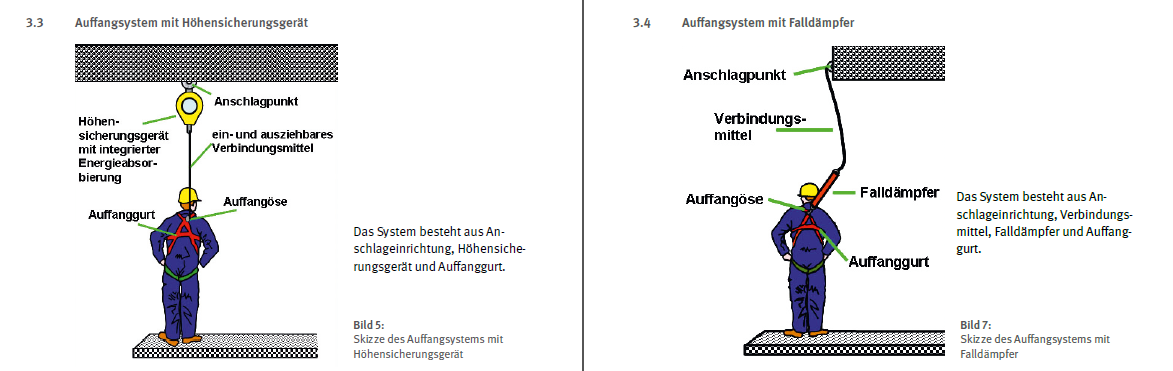 3.3 Auffangsystem mit Höhensicherungsgerät
Anschlagpunkt
Höhen-
sicherungsgerät
mit integrierter
Energieabsor-
bierung
ein- und ausziehbares
Verbindungsmittel
Auffanggurt
Auffangöse
Das System besteht aus An-
schlageinrichtung, Höhensiche-
rungsgerät und Auffanggurt.
Bild 5:
Skizze des Auffangsystems mit
Höhensicherungsgerät
3.4 Auffangsystem mit Falldämpfer
Anschlagpunkt
Verbindungs-
mittel
Auffangöse
Falldämpfer
Auffanggurt
Das System besteht aus An-
schlageinrichtung, Verbindungs-
mittel, Falldämpfer und Auffang-
gurt.
Bild 7:
Skizze des Auffangsystems mit
Falldämpfer